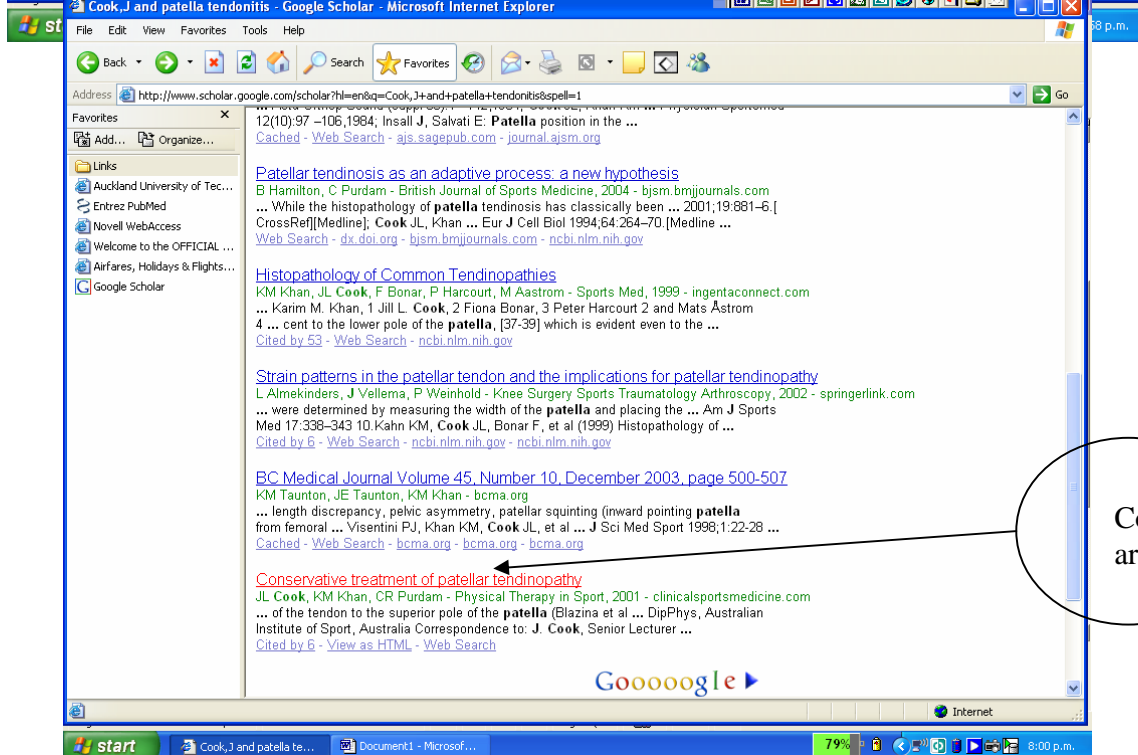 Cook,J and patella tendonitis - Google Scholar - Microsoft Internet Explorer
File Edit View Favorites Tools Help
Back Search Favorites
Address http://www.scholar.google.com/scholar?hl=en&q=Cook,J+and+patella+tendonitis&spell=1 Go
Favorites
Add... Organize...
Links
Auckland University of Tec...
Entrez PubMed
Novell WebAccess
Welcome to the OFFICIAL ...
Airfares, Holidays & Flights...
Google Scholar
12(10):97 –106,1984; Insall J, Salvati E: Patella position in the ...
Cached - Web Search - ajs.sagepub.com - journal.ajsm.org
Patellar tendinosis as an adaptive process: a new hypothesis
B Hamilton, C Purdam - British Journal of Sports Medicine, 2004 - bjsm.bmjjournals.com
... While the histopathology of patella tendinosis has classically been ... 2001;19:881–6.[
CrossRef][Medline]; Cook JL, Khan ... Eur J Cell Biol 1994;64:264–70.[Medline ...
Web Search - dx.doi.org - bjsm.bmjjournals.com - ncbi.nlm.nih.gov
Histopathology of Common Tendinopathies
KM Khan, JL Cook, F Bonar, P Harcourt, M Aastrom - Sports Med, 1999 - ingentaconnect.com
... Karim M. Khan, 1 Jill L. Cook, 2 Fiona Bonar, 3 Peter Harcourt 2 and Mats Åstrom
4 ... cent to the lower pole of the patella, [37-39] which is evident even to the ...
Cited by 53 - Web Search - ncbi.nlm.nih.gov
Strain patterns in the patellar tendon and the implications for patellar tendinopathy
L Almekinders, J Vellema, P Weinhold - Knee Surgery Sports Traumatology Arthroscopy, 2002 - springerlink.com
... were determined by measuring the width of the patella and placing the ... Am J Sports
Med 17:338–343 10.Kahn KM, Cook JL, Bonar F, et al (1999) Histopathology of ...
Cited by 6 - Web Search - ncbi.nlm.nih.gov - ncbi.nlm.nih.gov
BC Medical Journal Volume 45, Number 10, December 2003, page 500-507
KM Taunton, JE Taunton, KM Khan - bcma.org
... length discrepancy, pelvic asymmetry, patellar squinting (inward pointing patella
from femoral ... Visentini PJ, Khan KM, Cook JL, et al ... J Sci Med Sport 1998;1:22-28 ...
Cached - Web Search - bcma.org - bcma.org - bcma.org
Conservative treatment of patellar tendinopathy
JL Cook, KM Khan, CR Purdam - Physical Therapy in Sport, 2001 - clinicalsportsmedicine.com
... of the tendon to the superior pole of the patella (Blazina et al ... DipPhys, Australian
Institute of Sport, Australia Correspondence to: J. Cook, Senior Lecturer ...
Cited by 6 - View as HTML - Web Search
Goooooogle
Internet
start Cook,J and patella te... Document1 - Microsof... 79% 8:00 p.m.